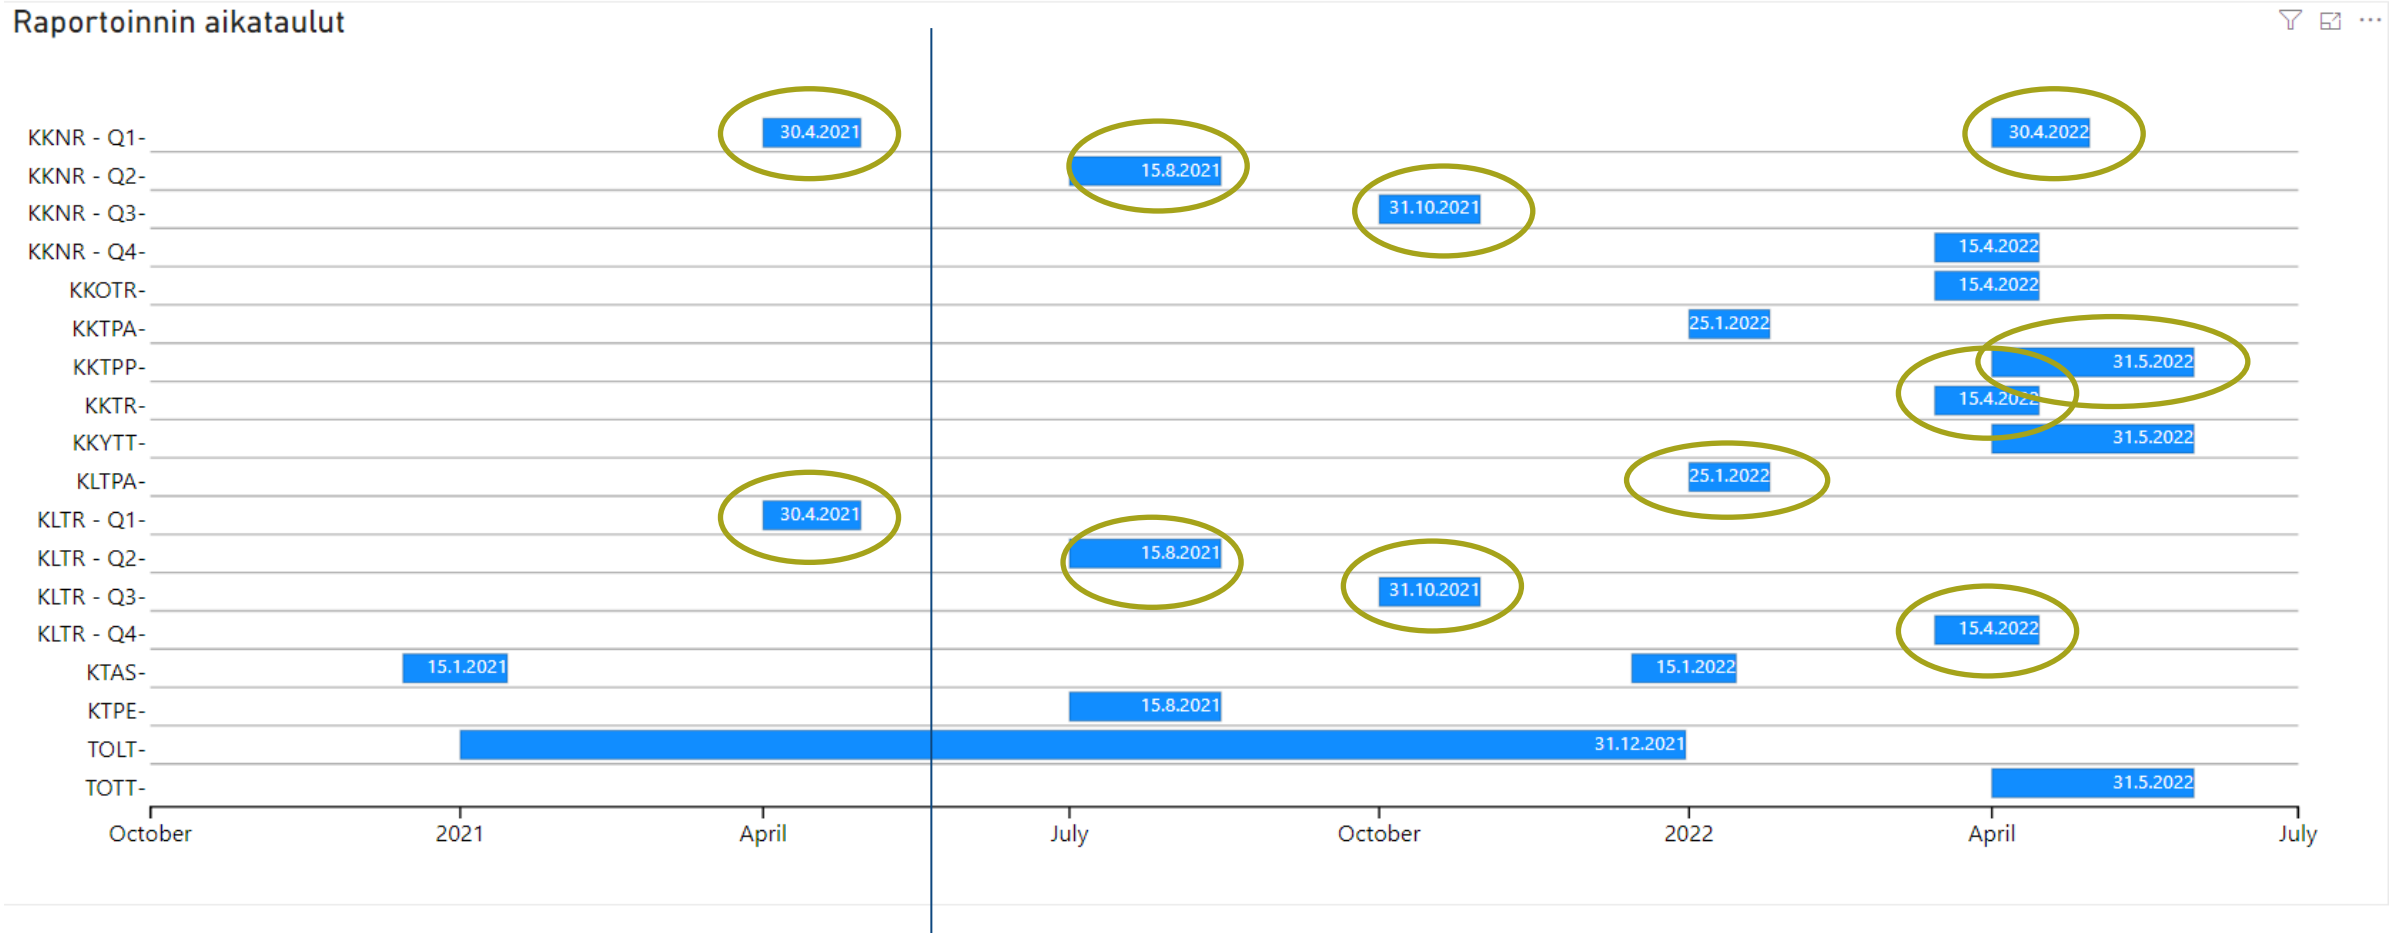 Raportoinnin aikataulut
KKNR - Q1- 30.4.2021 30.4.2022
KKNR - Q2- 15.8.2021
KKNR - Q3- 31.10.2021
KKNR - Q4- 15.4.2022
KKOTR- 15.4.2022
KKTPA- 25.1.2022
KKTPP- 31.5.2022
KKTR- 15.4.2022
KKYTT- 31.5.2022
KLTPA- 25.1.2022
KLTR - Q1- 30.4.2021
KLTR - Q2- 15.8.2021
KLTR - Q3- 31.10.2021
KLTR - Q4- 15.4.2022
KTAS- 15.1.2021 15.1.2022
KTPE- 15.8.2021
TOLT- 31.12.2021
TOTT- 31.5.2022
October 2021 April July October 2022 April July